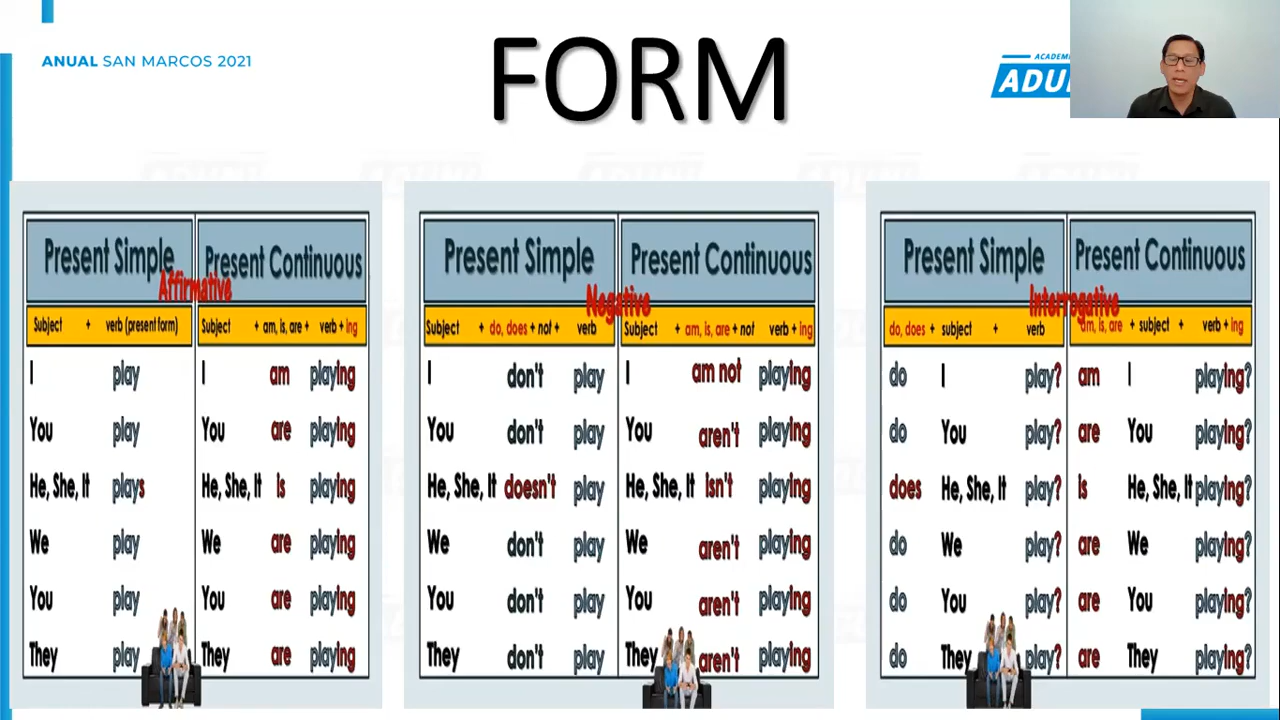 ANUAL SAN MARCOS 2021
FORM
ACADEMI
ADU
Present Simple Present Continuous
Affirmative
Subject + verb (present form) Subject + am, is, are + verb + ing
I play I am playing
You play You are playing
He, She, It plays He, She, It is playing
We play We are playing
You play You are playing
They play They are playing
Present Simple Present Continuous
Negative
Subject + do, does + not + verb Subject + am, is, are + not verb + ing
I don't play I am not playing
You don't play You aren't playing
He, She, It doesn't play He, She, It isn't playing
We don't play We aren't playing
You don't play You aren't playing
They don't play They aren't playing
Present Simple Present Continuous
Interrogative
do, does + subject + verb am, is, are + subject + verb + ing
do I play? am I playing?
do You play? are You playing?
does He, She, It play? is He, She, It playing?
do We play? are We playing?
do You play? are You playing?
do They play? are They playing?